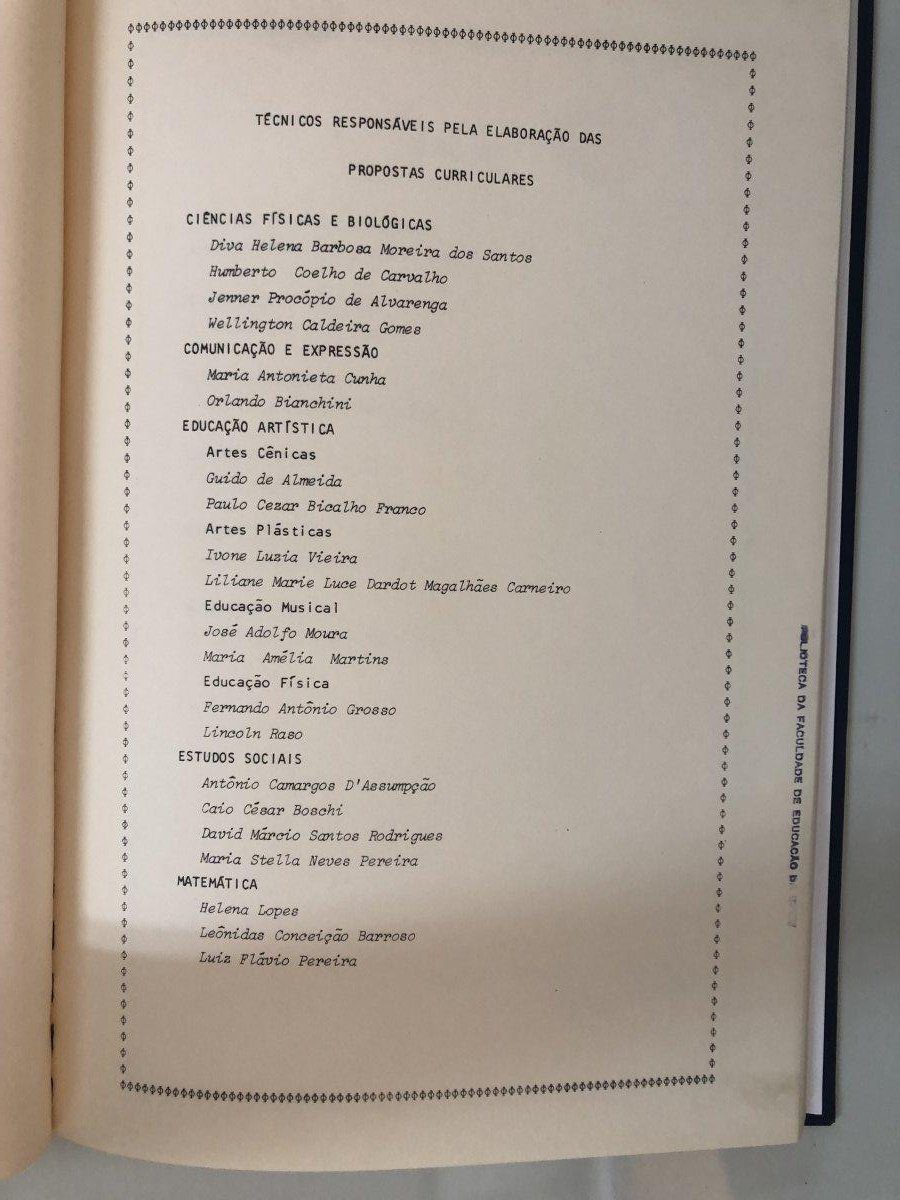 TÉCNICOS RESPONSÁVEIS PELA ELABORAÇÃO DAS
PROPOSTAS CURRICULARES
CIÊNCIAS FÍSICAS E BIOLÓGICAS
Diva Helena Barbosa Moreira dos Santos
Humberto Coelho de Carvalho
Jenner Procópio de Alvarenga
Wellington Caldeira Gomes
COMUNICAÇÃO E EXPRESSÃO
Maria Antonieta Cunha
Orlando Bianchini
EDUCAÇÃO ARTÍSTICA
Artes Cênicas
Guido de Almeida
Paulo Cezar Bicalho Franco
Artes Plásticas
Ivone Luzia Vieira
Liliane Marie Luce Dardot Magalhães Carneiro
Educação Musical
José Adolfo Moura
Maria Amélia Martins
Educação Física
Fernando Antônio Grosso
Lincoln Raso
ESTUDOS SOCIAIS
Antônio Camargos D'Assumpção
Caio César Boschi
David Márcio Santos Rodrigues
Maria Stella Neves Pereira
MATEMÁTICA
Helena Lopes
Leônidas Conceição Barroso
Luiz Flávio Pereira
BIBLIOTECA DA FACULDADE DE EDUCAÇÃO